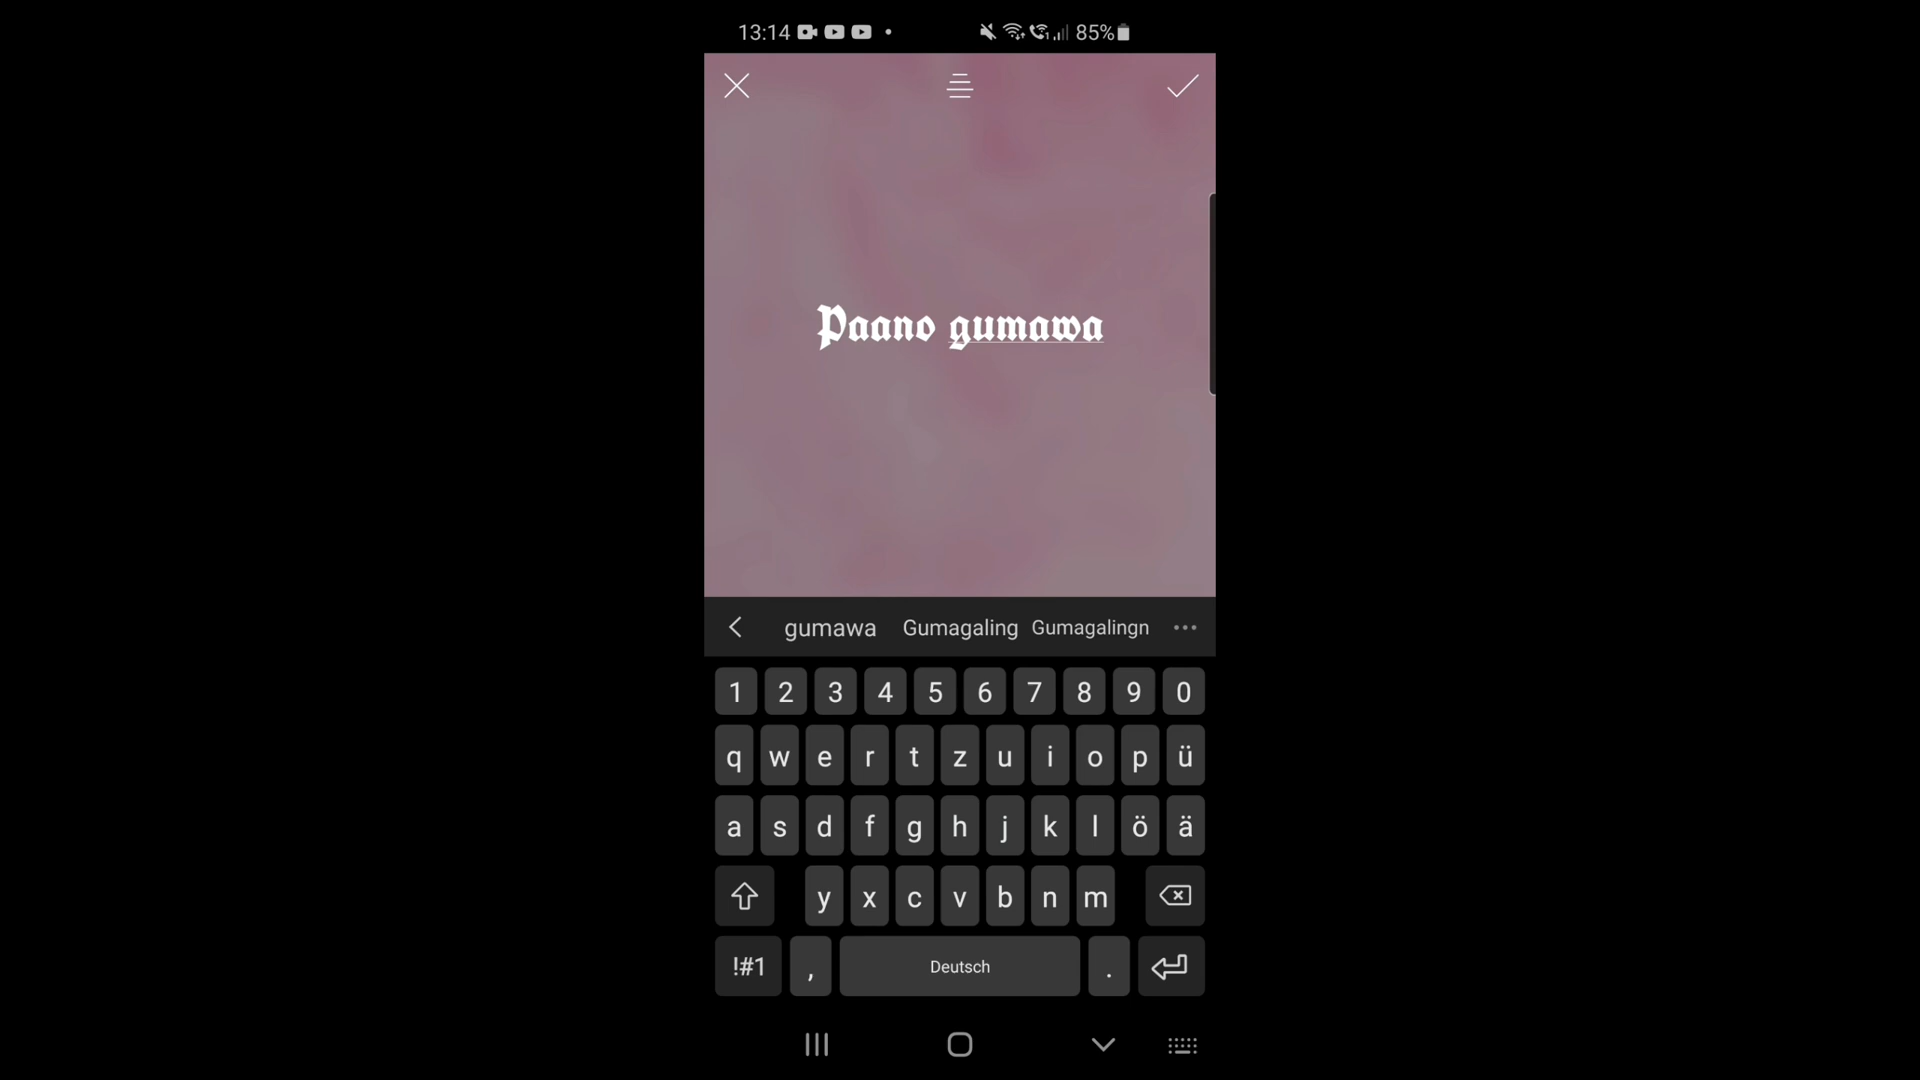 13:14 85%
Paano gumawa
gumawa Gumagaling Gumagalingn
1 2 3 4 5 6 7 8 9 0
q w e r t z u i o p ü
a s d f g h j k l ö ä
y x c v b n m
!#1 , Deutsch .